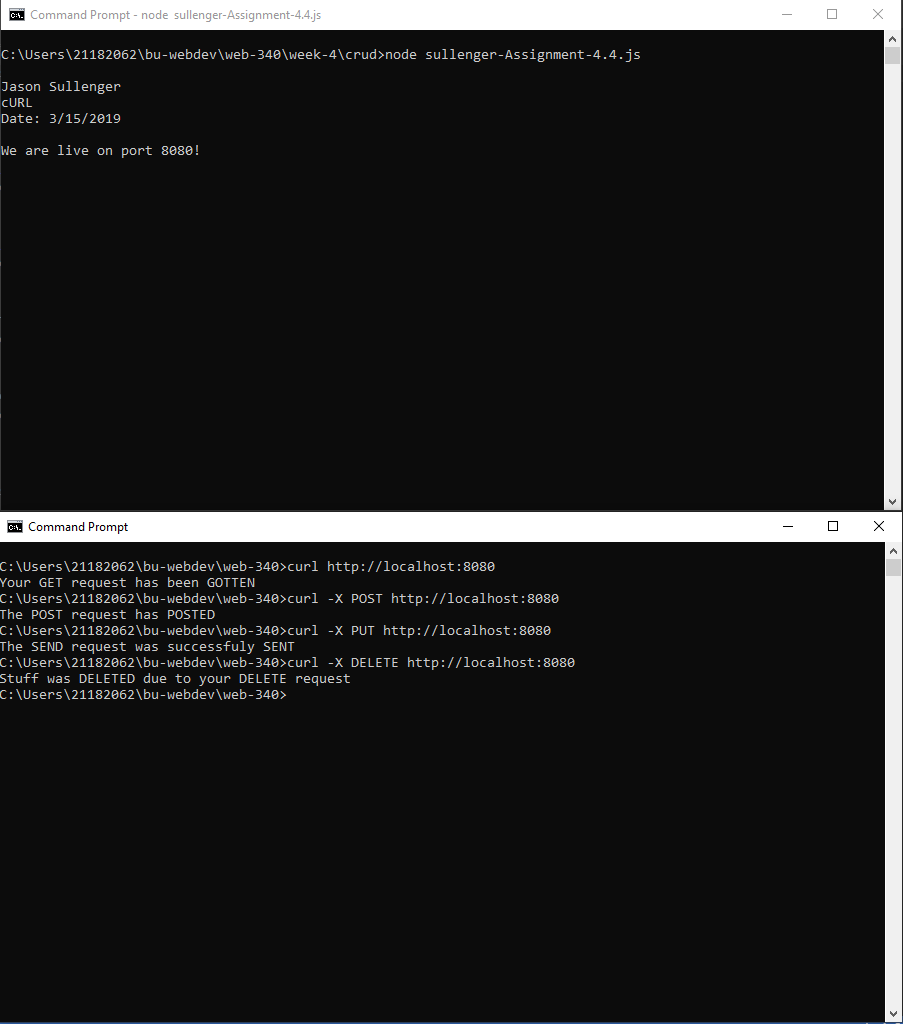 Command Prompt - node sullenger-Assignment-4.4.js
C:\Users\21182062\bu-webdev\web-340\week-4\crud>node sullenger-Assignment-4.4.js
Jason Sullenger
cURL
Date: 3/15/2019
We are live on port 8080!
Command Prompt
C:\Users\21182062\bu-webdev\web-340>curl http://localhost:8080
Your GET request has been GOTTEN
C:\Users\21182062\bu-webdev\web-340>curl -X POST http://localhost:8080
The POST request has POSTED
C:\Users\21182062\bu-webdev\web-340>curl -X PUT http://localhost:8080
The SEND request was successfuly SENT
C:\Users\21182062\bu-webdev\web-340>curl -X DELETE http://localhost:8080
Stuff was DELETED due to your DELETE request
C:\Users\21182062\bu-webdev\web-340>